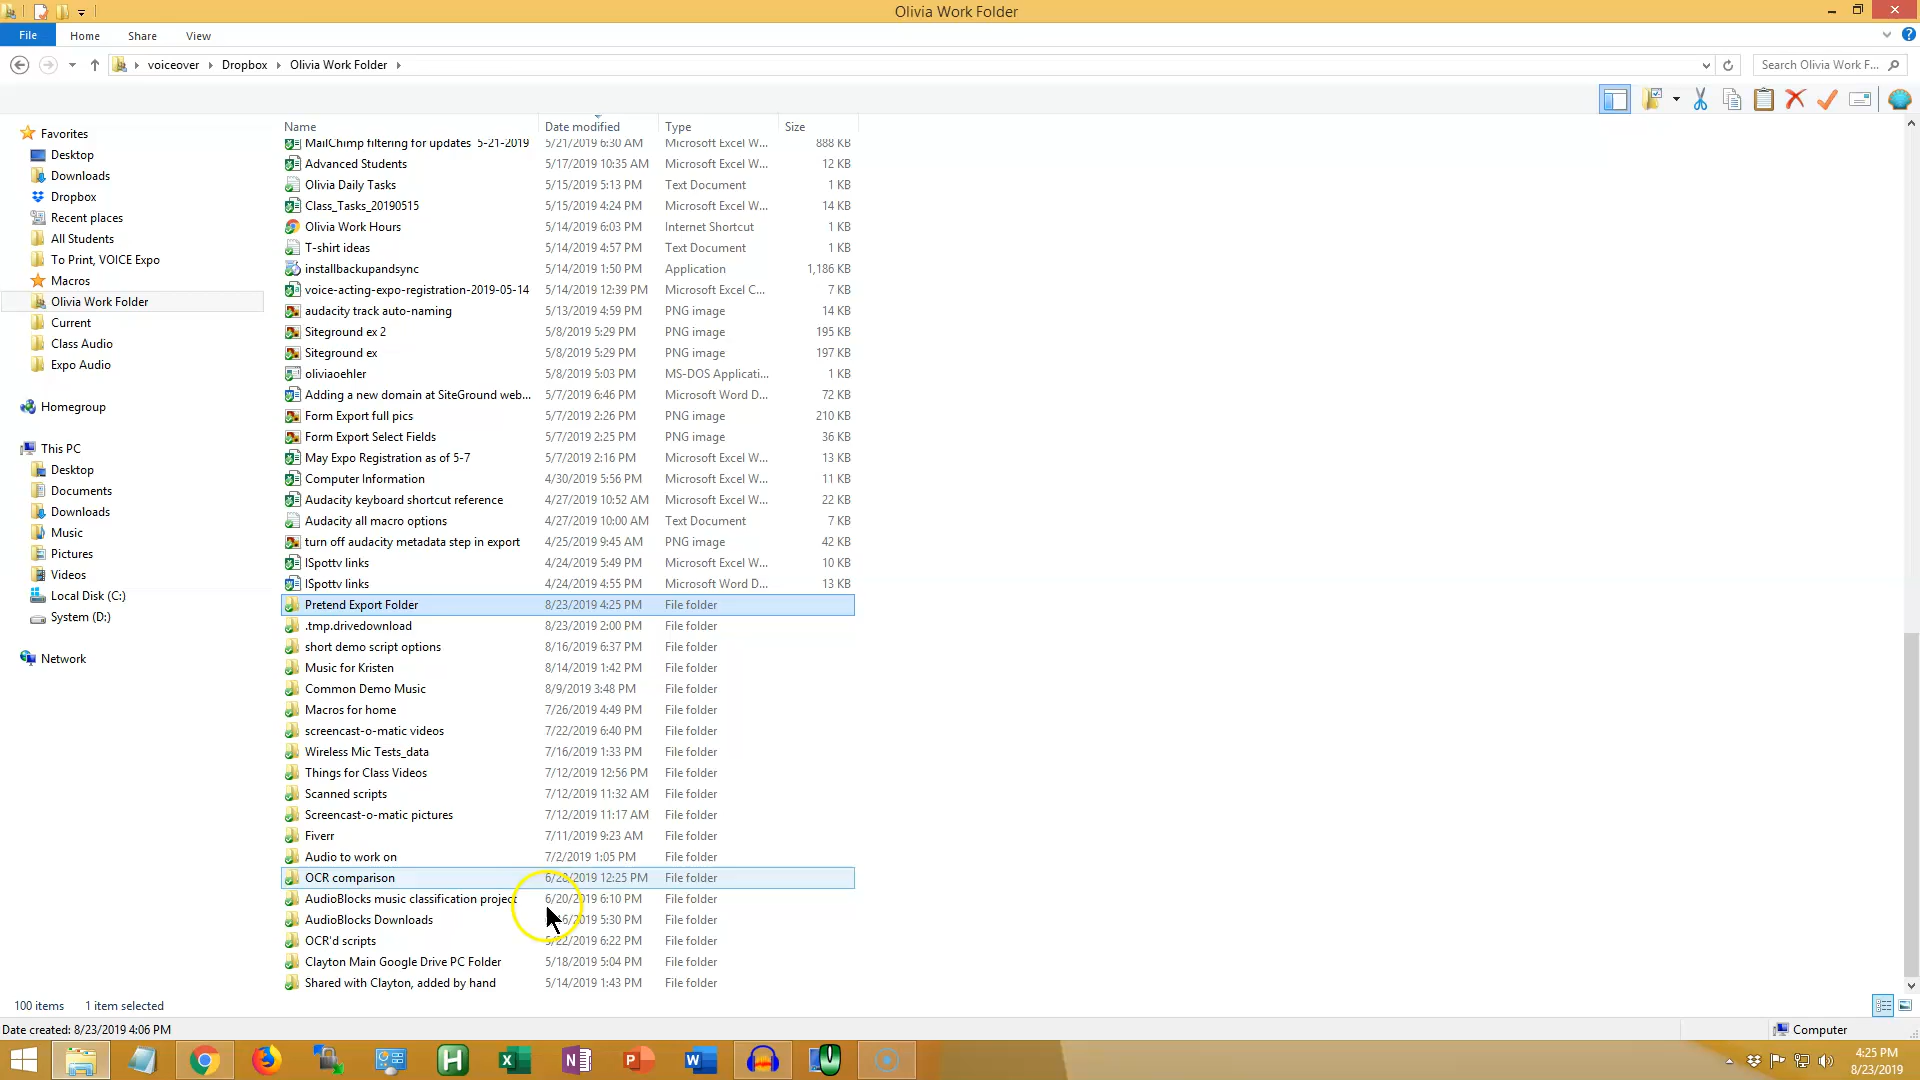 Olivia Work Folder
File Home Share View
voiceover Dropbox Olivia Work Folder Search Olivia Work F...
Name Date modified Type Size
Favorites
Desktop
Downloads
Dropbox
Recent places
All Students
To Print, VOICE Expo
Macros
Olivia Work Folder
Current
Class Audio
Expo Audio
Homegroup
This PC
Desktop
Documents
Downloads
Music
Pictures
Videos
Local Disk (C:)
System (D:)
Network
MailChimp filtering for updates 5-21-2019 5/21/2019 6:30 AM Microsoft Excel W... 888 KB
Advanced Students 5/17/2019 10:35 AM Microsoft Excel W... 12 KB
Olivia Daily Tasks 5/15/2019 5:13 PM Text Document 1 KB
Class_Tasks_20190515 5/15/2019 4:24 PM Microsoft Excel W... 14 KB
Olivia Work Hours 5/14/2019 6:03 PM Internet Shortcut 1 KB
T-shirt ideas 5/14/2019 4:57 PM Text Document 1 KB
installbackupandsync 5/14/2019 1:50 PM Application 1,186 KB
voice-acting-expo-registration-2019-05-14 5/14/2019 12:39 PM Microsoft Excel C... 7 KB
audacity track auto-naming 5/13/2019 4:59 PM PNG image 14 KB
Siteground ex 2 5/8/2019 5:29 PM PNG image 195 KB
Siteground ex 5/8/2019 5:29 PM PNG image 197 KB
oliviaoehler 5/8/2019 5:03 PM MS-DOS Applicati... 1 KB
Adding a new domain at SiteGround web... 5/7/2019 6:46 PM Microsoft Word D... 72 KB
Form Export full pics 5/7/2019 2:26 PM PNG image 210 KB
Form Export Select Fields 5/7/2019 2:25 PM PNG image 36 KB
May Expo Registration as of 5-7 5/7/2019 2:16 PM Microsoft Excel W... 13 KB
Computer Information 4/30/2019 5:56 PM Microsoft Excel W... 11 KB
Audacity keyboard shortcut reference 4/27/2019 10:52 AM Microsoft Excel W... 22 KB
Audacity all macro options 4/27/2019 10:00 AM Text Document 7 KB
turn off audacity metadata step in export 4/25/2019 9:45 AM PNG image 42 KB
ISpottv links 4/24/2019 5:49 PM Microsoft Excel W... 10 KB
ISpottv links 4/24/2019 4:55 PM Microsoft Word D... 13 KB
Pretend Export Folder 8/23/2019 4:25 PM File folder
.tmp.drivedownload 8/23/2019 2:00 PM File folder
short demo script options 8/16/2019 6:37 PM File folder
Music for Kristen 8/14/2019 1:42 PM File folder
Common Demo Music 8/9/2019 3:48 PM File folder
Macros for home 7/26/2019 4:49 PM File folder
screencast-o-matic videos 7/22/2019 6:40 PM File folder
Wireless Mic Tests_data 7/16/2019 1:33 PM File folder
Things for Class Videos 7/12/2019 12:56 PM File folder
Scanned scripts 7/12/2019 11:32 AM File folder
Screencast-o-matic pictures 7/12/2019 11:17 AM File folder
Fiverr 7/11/2019 9:23 AM File folder
Audio to work on 7/2/2019 1:05 PM File folder
OCR comparison 12:25 PM File folder
AudioBlocks music classification project 6/20/2019 6:10 PM File folder
AudioBlocks Downloads 5:30 PM File folder
OCR'd scripts 5/22/2019 6:22 PM File folder
Clayton Main Google Drive PC Folder 5/18/2019 5:04 PM File folder
Shared with Clayton, added by hand 5/14/2019 1:43 PM File folder
100 items 1 item selected
Date created: 8/23/2019 4:06 PM Computer
4:25 PM
8/23/2019